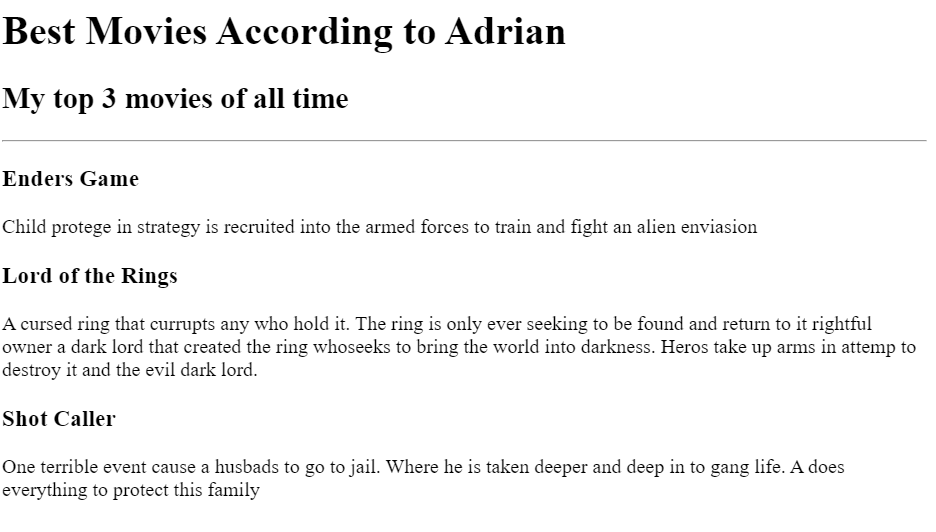 Best Movies According to Adrian
My top 3 movies of all time
Enders Game
Child protege in strategy is recruited into the armed forces to train and fight an alien enviasion
Lord of the Rings
A cursed ring that currupts any who hold it. The ring is only ever seeking to be found and return to it rightful
owner a dark lord that created the ring whoseeks to bring the world into darkness. Heros take up arms in attemp to
destroy it and the evil dark lord.
Shot Caller
One terrible event cause a husbads to go to jail. Where he is taken deeper and deep in to gang life. A does
everything to protect this family